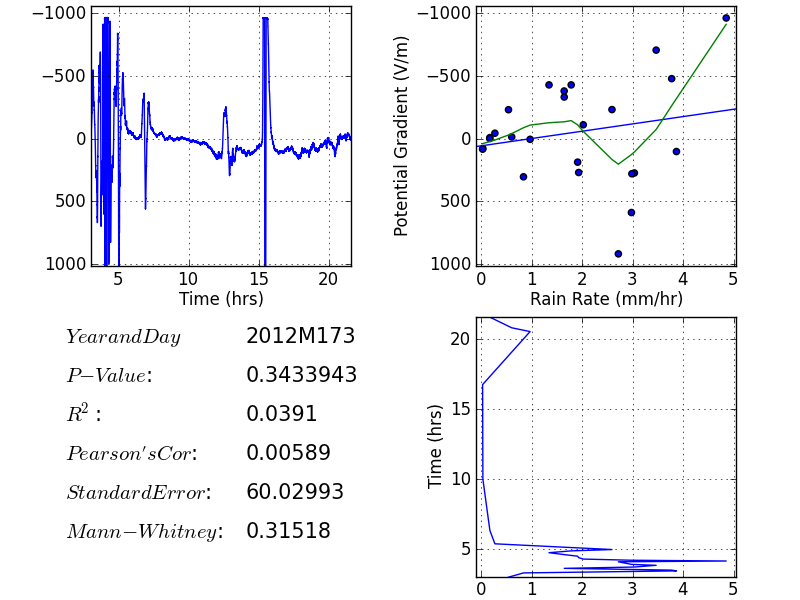 −1000
−500
0
500
1000
5 10 15 20
Time (hrs)
Potential Gradient (V/m)
−1000
−500
0
500
1000
0 1 2 3 4 5
Rain Rate (mm/hr)
YearandDay 2012M173
P−Value: 0.3433943
R²: 0.0391
Pearson'sCor: 0.00589
StandardError: 60.02993
Mann−Whitney: 0.31518
Time (hrs)
20
15
10
5
0 1 2 3 4 5